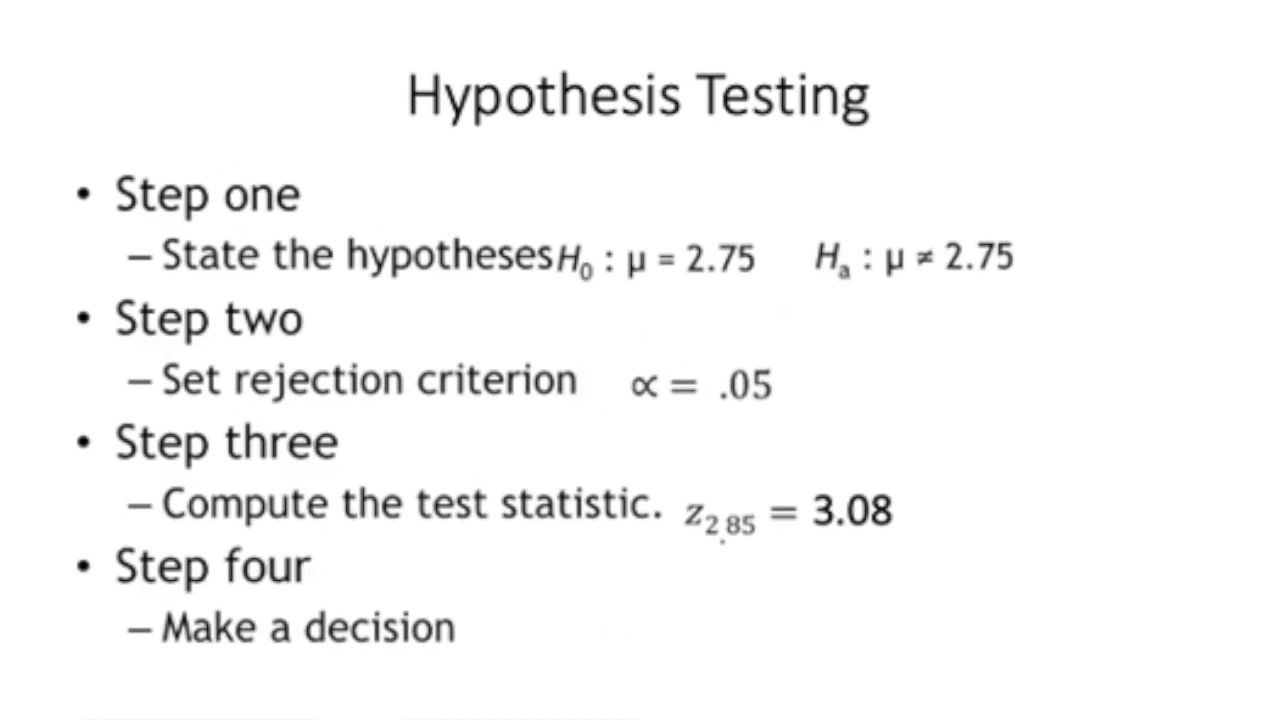 Hypothesis Testing
• Step one
– State the hypotheses H₀ : μ = 2.75 Hₐ : μ ≠ 2.75
• Step two
– Set rejection criterion ∝ = .05
• Step three
– Compute the test statistic. z₂.₈₅ = 3.08
• Step four
– Make a decision